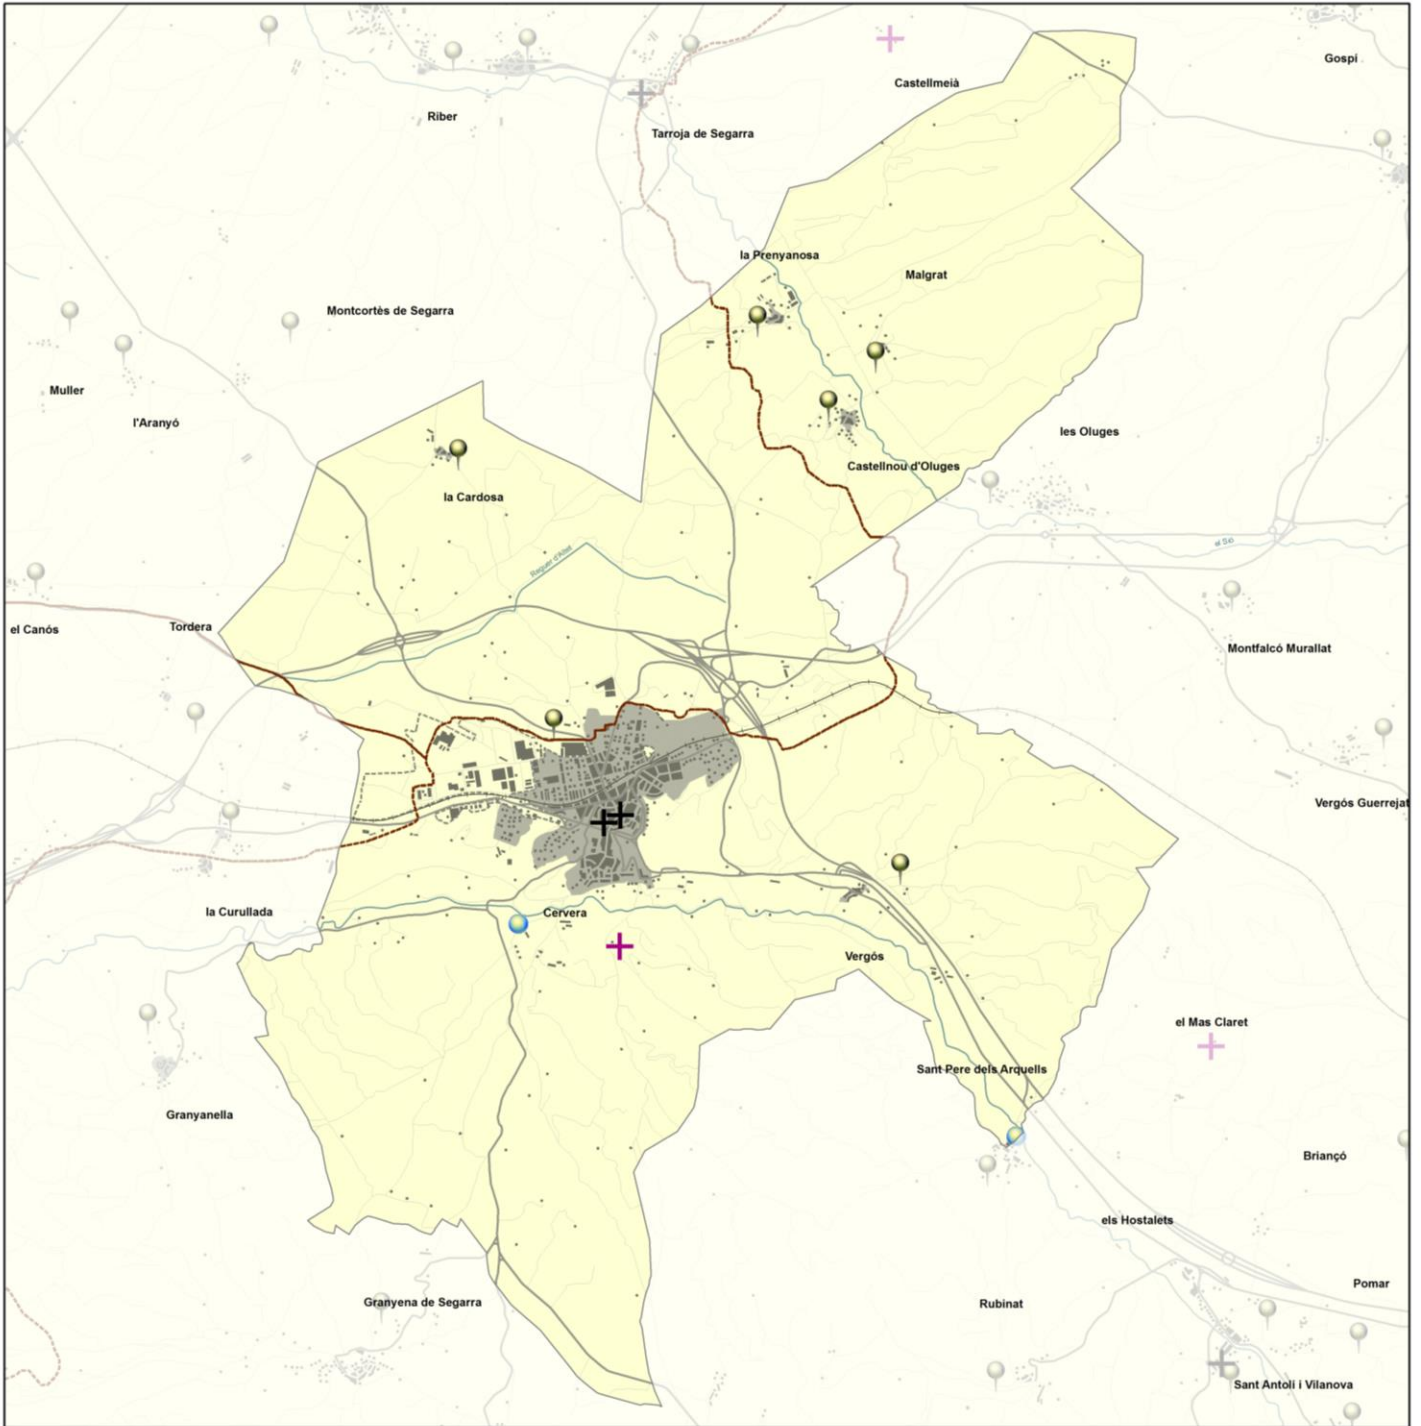 Gospí
Castellmeià
Riber
Tarroja de Segarra
la Prenyanosa
Malgrat
Montcortès de Segarra
Muller
l'Aranyó
les Oluges
Castellnou d'Oluges
la Cardosa
el Sió
Reguer d'Altet
Tordera
el Canós
Montfalcó Murallat
Vergós Guerrejat
la Curullada
Cervera
Vergós
el Mas Claret
Sant Pere dels Arquells
Granyanella
Briançó
els Hostalets
Pomar
Granyena de Segarra
Rubinat
Sant Antolí i Vilanova